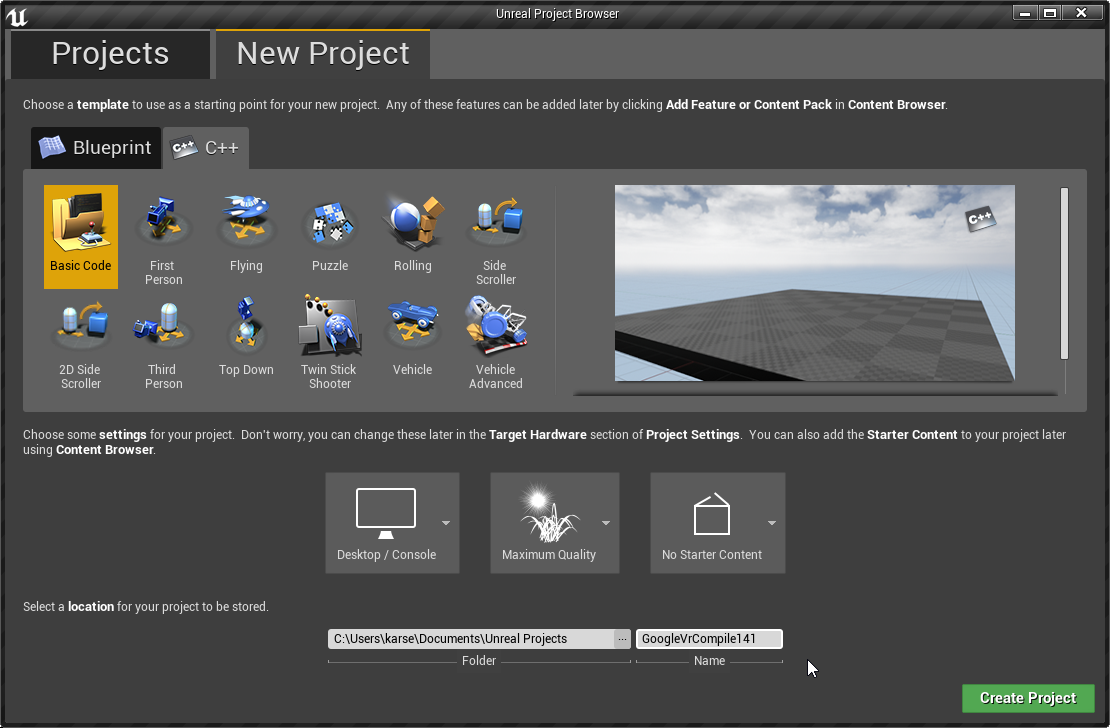 Unreal Project Browser
Projects
New Project
Choose a template to use as a starting point for your new project. Any of these features can be added later by clicking Add Feature or Content Pack in Content Browser.
Blueprint
C++
C++
C++
Basic Code
First
Person
Flying
Puzzle
Rolling
Side
Scroller
C++
2D Side
Scroller
Third
Person
Top Down
Twin Stick
Shooter
Vehicle
Vehicle
Advanced
Choose some settings for your project. Don't worry, you can change these later in the Target Hardware section of Project Settings. You can also add the Starter Content to your project later
using Content Browser.
Desktop / Console
Maximum Quality
No Starter Content
Select a location for your project to be stored.
C:\Users\karse\Documents\Unreal Projects
...
GoogleVrCompile141
Folder
Name
Create Project